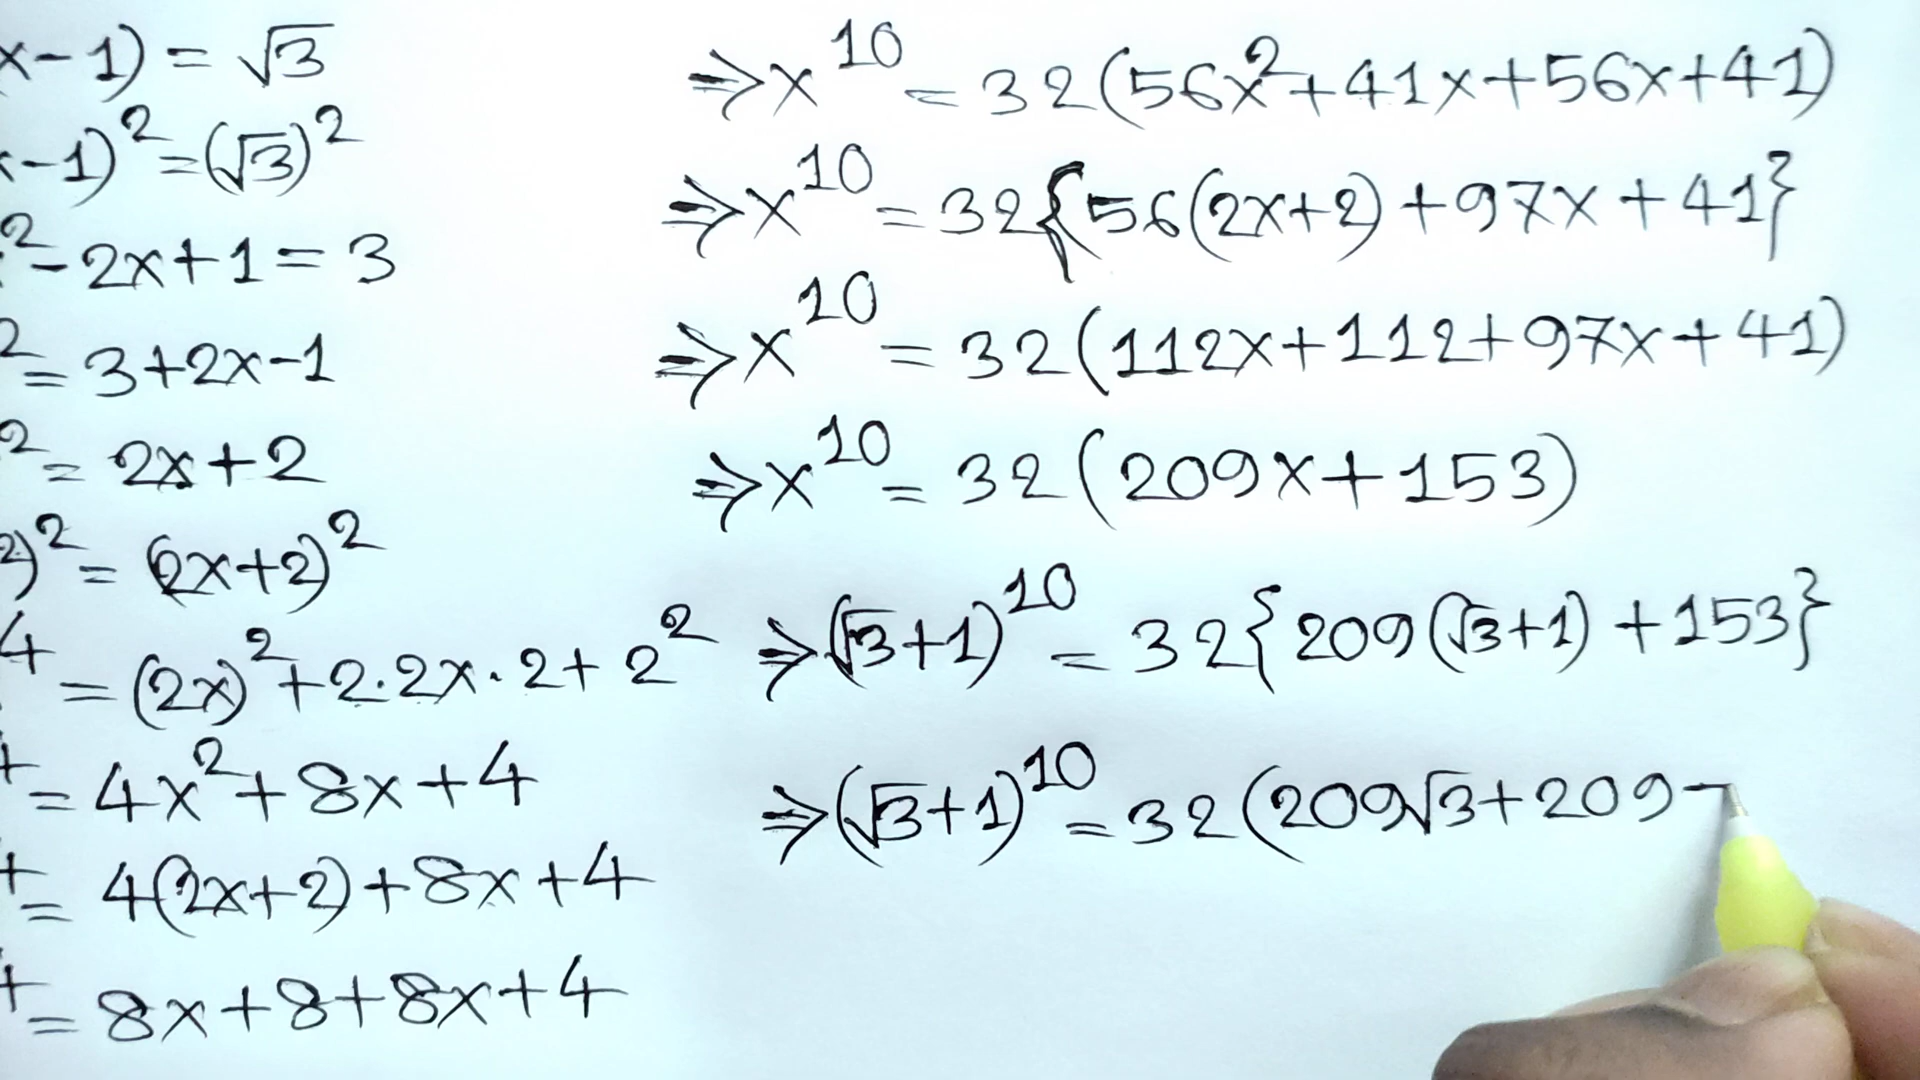 x-1) = √3
x-1)² = (√3)²
² - 2x + 1 = 3
² = 3 + 2x - 1
² = 2x + 2
²)² = (2x+2)²
⁴ = (2x)² + 2·2x·2 + 2²
⁴ = 4x² + 8x + 4
⁴ = 4(2x+2) + 8x + 4
⁴ = 8x + 8 + 8x + 4
⇒ x¹⁰ = 32(56x² + 41x + 56x + 41)
⇒ x¹⁰ = 32{56(2x+2) + 97x + 41}
⇒ x¹⁰ = 32(112x + 112 + 97x + 41)
⇒ x¹⁰ = 32(209x + 153)
⇒ (√3+1)¹⁰ = 32{209(√3+1) + 153}
⇒ (√3+1)¹⁰ = 32(209√3 + 209 -